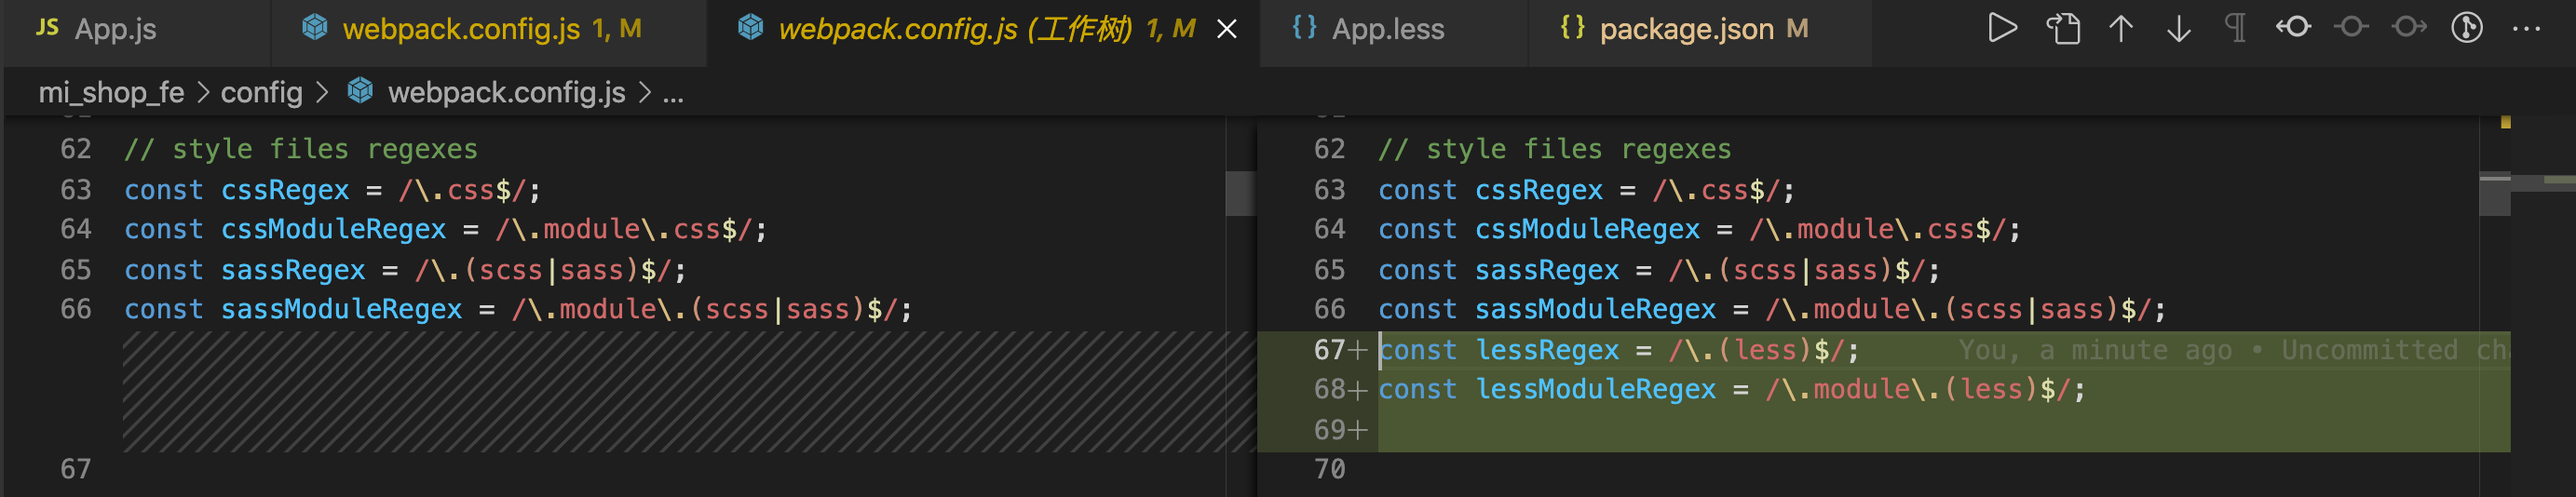 JS App.js webpack.config.js 1, M webpack.config.js (工作树) 1, M {} App.less {} package.json M
mi_shop_fe > config > webpack.config.js > ...
62 // style files regexes
63 const cssRegex = /\.css$/;
64 const cssModuleRegex = /\.module\.css$/;
65 const sassRegex = /\.(scss|sass)$/;
66 const sassModuleRegex = /\.module\.(scss|sass)$/;
67
62 // style files regexes
63 const cssRegex = /\.css$/;
64 const cssModuleRegex = /\.module\.css$/;
65 const sassRegex = /\.(scss|sass)$/;
66 const sassModuleRegex = /\.module\.(scss|sass)$/;
67+ const lessRegex = /\.(less)$/; You, a minute ago • Uncommitted ch
68+ const lessModuleRegex = /\.module\.(less)$/;
69+
70